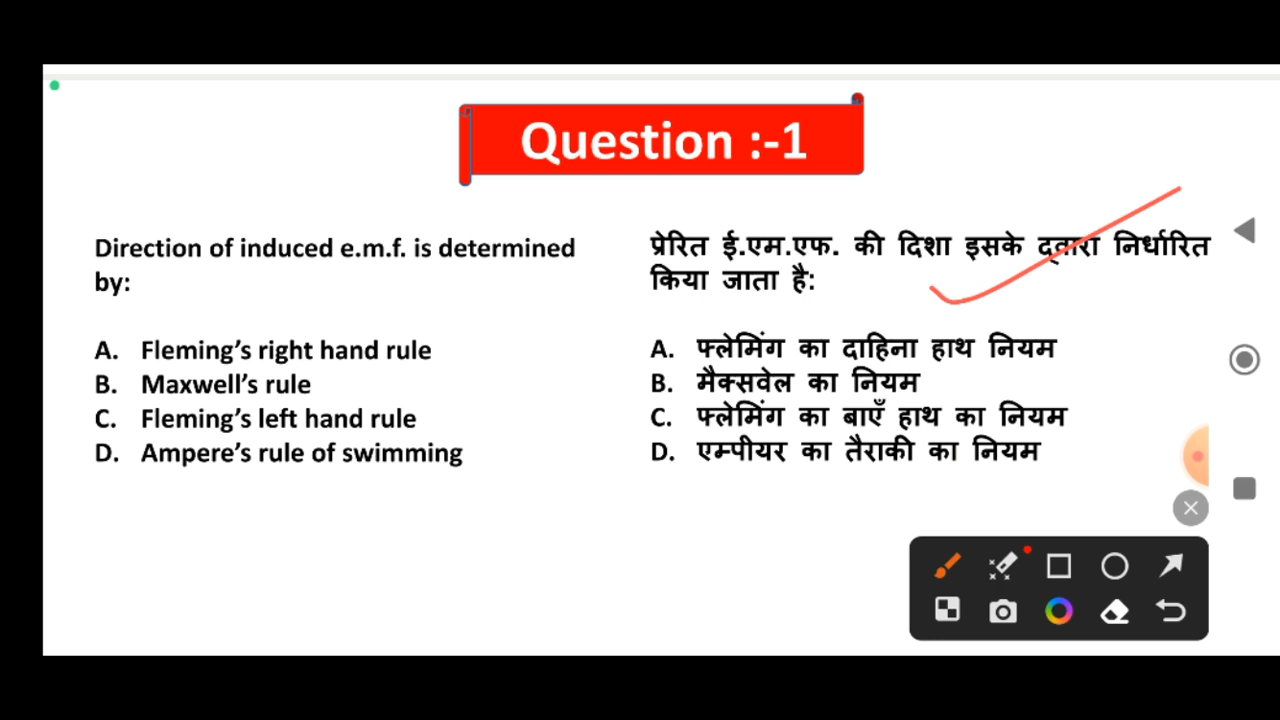 Question :-1
Direction of induced e.m.f. is determined
by:
A. Fleming’s right hand rule
B. Maxwell’s rule
C. Fleming’s left hand rule
D. Ampere’s rule of swimming
प्रेरित ई.एम.एफ. की दिशा इसके द्वारा निर्धारित
किया जाता है:
A. फ्लेमिंग का दाहिना हाथ नियम
B. मैक्सवेल का नियम
C. फ्लेमिंग का बाएँ हाथ का नियम
D. एम्पीयर का तैराकी का नियम